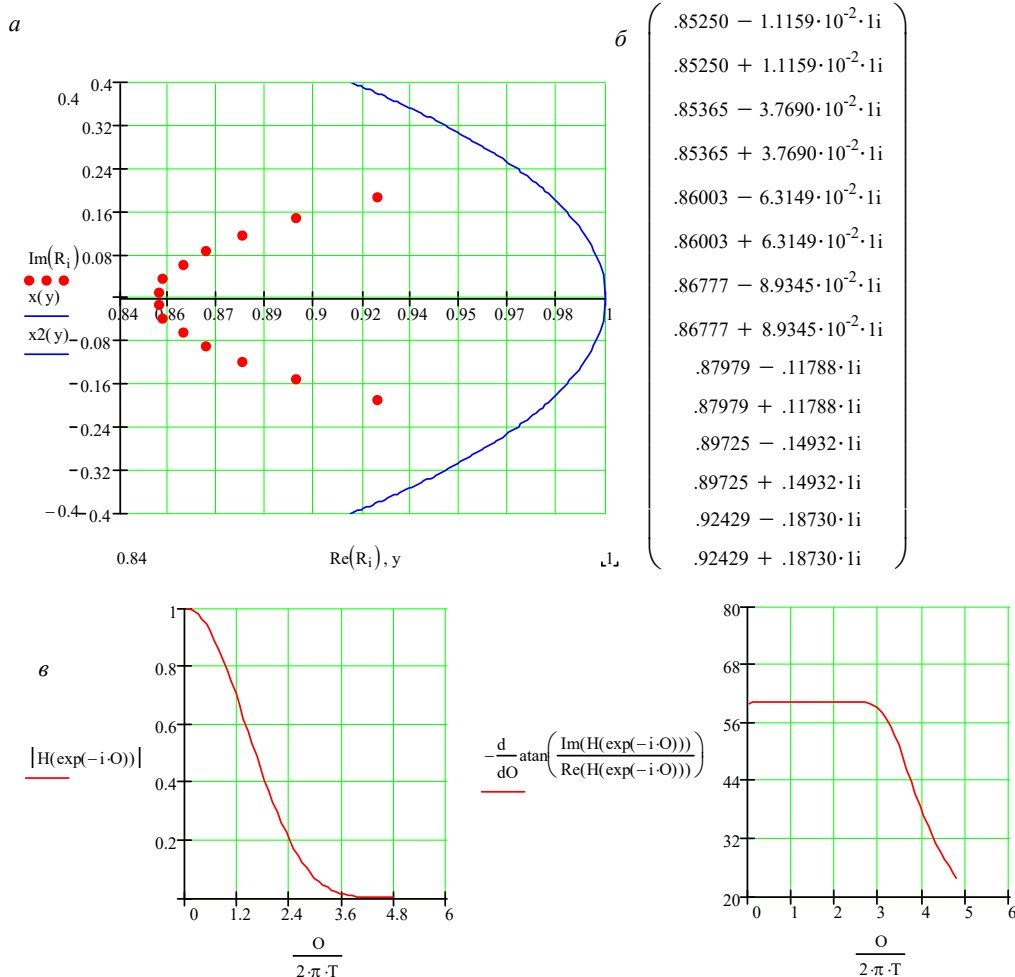 а
0.4
0.4
0.32
0.24
0.16
0.08
−0.08
−0.16
−0.24
−0.32
−0.4
−0.4
Im(R_i)
x(y)
x2(y)
0.84 0.86 0.87 0.89 0.9 0.92 0.94 0.95 0.97 0.98 1
0.84
Re(R_i) , y
1
б
.85250 − 1.1159·10^-2·1i
.85250 + 1.1159·10^-2·1i
.85365 − 3.7690·10^-2·1i
.85365 + 3.7690·10^-2·1i
.86003 − 6.3149·10^-2·1i
.86003 + 6.3149·10^-2·1i
.86777 − 8.9345·10^-2·1i
.86777 + 8.9345·10^-2·1i
.87979 − .11788·1i
.87979 + .11788·1i
.89725 − .14932·1i
.89725 + .14932·1i
.92429 − .18730·1i
.92429 + .18730·1i
в
1
0.8
0.6
0.4
0.2
|H(exp(−i·O))|
0 1.2 2.4 3.6 4.8 6
O
2·π·T
80
68
56
44
32
20
−d/dO atan(Im(H(exp(−i·O)))/Re(H(exp(−i·O))))
0 1 2 3 4 5 6
O
2·π·T